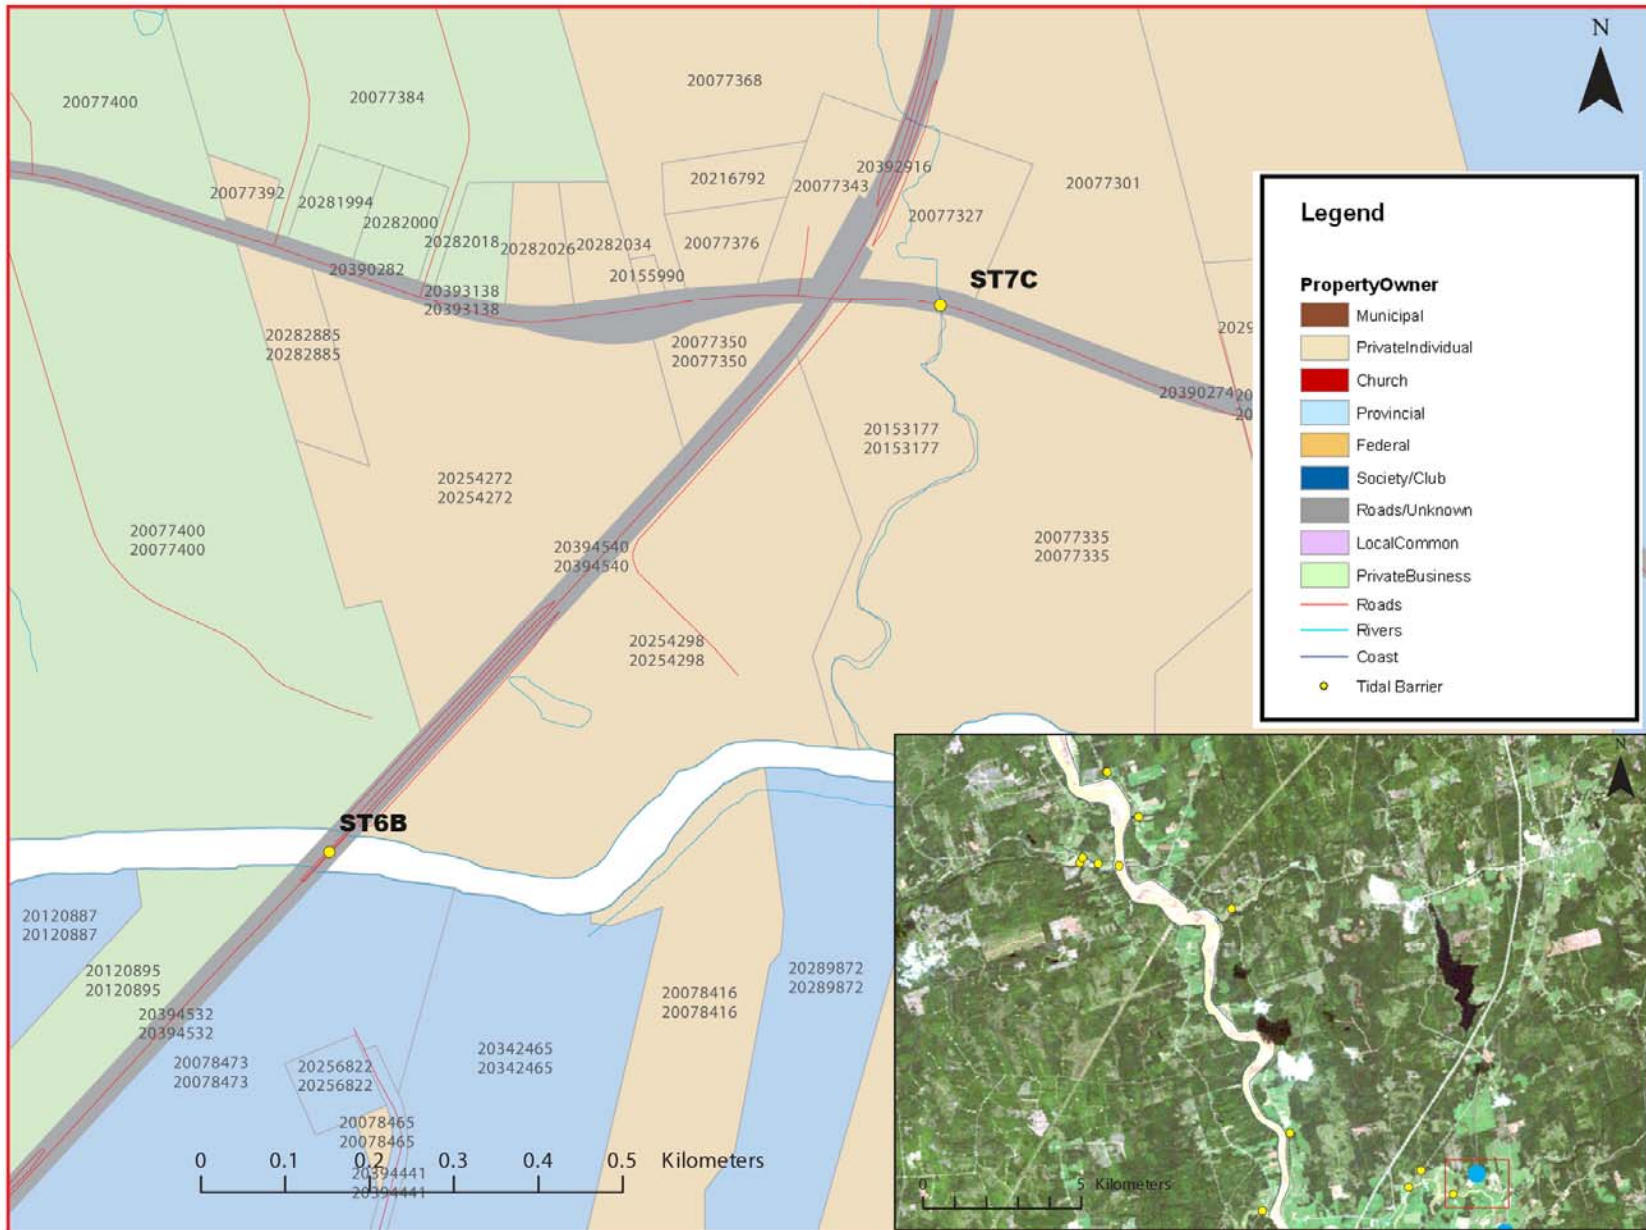 N
20077400
20077384
20077368
20392916
20216792
20077343
20077301
20077392
20281994
20282000
20077327
20282018
20282026
20282034
20077376
20390282
20155990
20393138
20393138
ST7C
20282885
20282885
20077350
20077350
2029
20390274
20
20153177
20153177
20254272
20254272
20077400
20077400
20394540
20394540
20077335
20077335
20254298
20254298
ST6B
20120887
20120887
20120895
20120895
20394532
20394532
20078473
20078473
20256822
20256822
20342465
20342465
20078416
20078416
20289872
20289872
20078465
20078465
20394441
20394441
0 0.1 0.2 0.3 0.4 0.5 Kilometers
Legend
PropertyOwner
Municipal
PrivateIndividual
Church
Provincial
Federal
Society/Club
Roads/Unknown
LocalCommon
PrivateBusiness
Roads
Rivers
Coast
Tidal Barrier
N
0 5 Kilometers